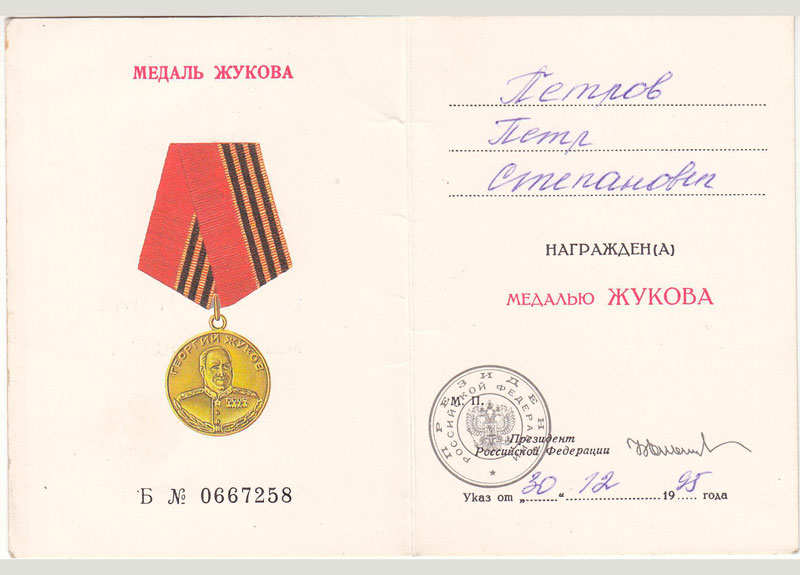 МЕДАЛЬ ЖУКОВА
ГЕОРГИЙ ЖУКОВ
Б № 0667258
Петров
Петр
Степанович
НАГРАЖДЕН(А)
МЕДАЛЬЮ ЖУКОВА
ПРЕЗИДЕНТ
РОССИЙСКОЙ ФЕДЕРАЦИИ
М. П.
Президент
Российской Федерации
Указ от „30“ 12 1995 года